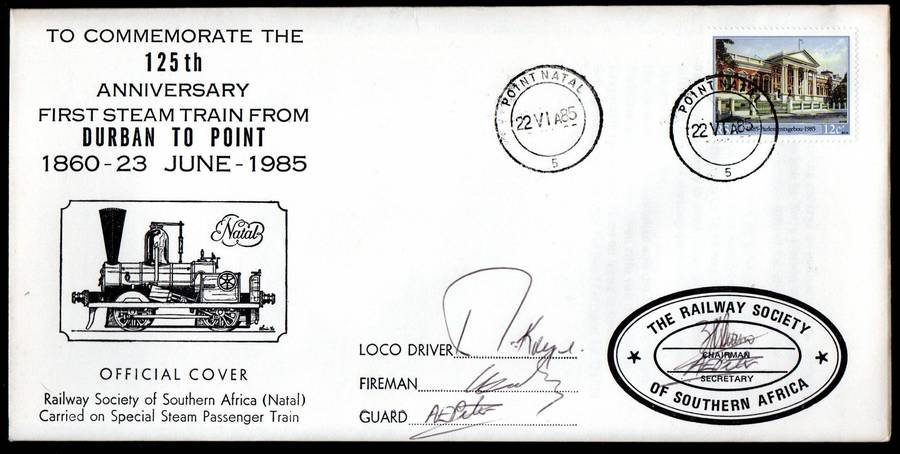 TO COMMEMORATE THE
125th
ANNIVERSARY
FIRST STEAM TRAIN FROM
DURBAN TO POINT
1860-23 JUNE-1985
Natal
OFFICIAL COVER
Railway Society of Southern Africa (Natal)
Carried on Special Steam Passenger Train
POINT NATAL
22 VI A85
5
POINT NATAL
22 VI A85
5
1985
12c
LOCO DRIVER
FIREMAN
GUARD
THE RAILWAY SOCIETY
CHAIRMAN
SECRETARY
OF SOUTHERN AFRICA